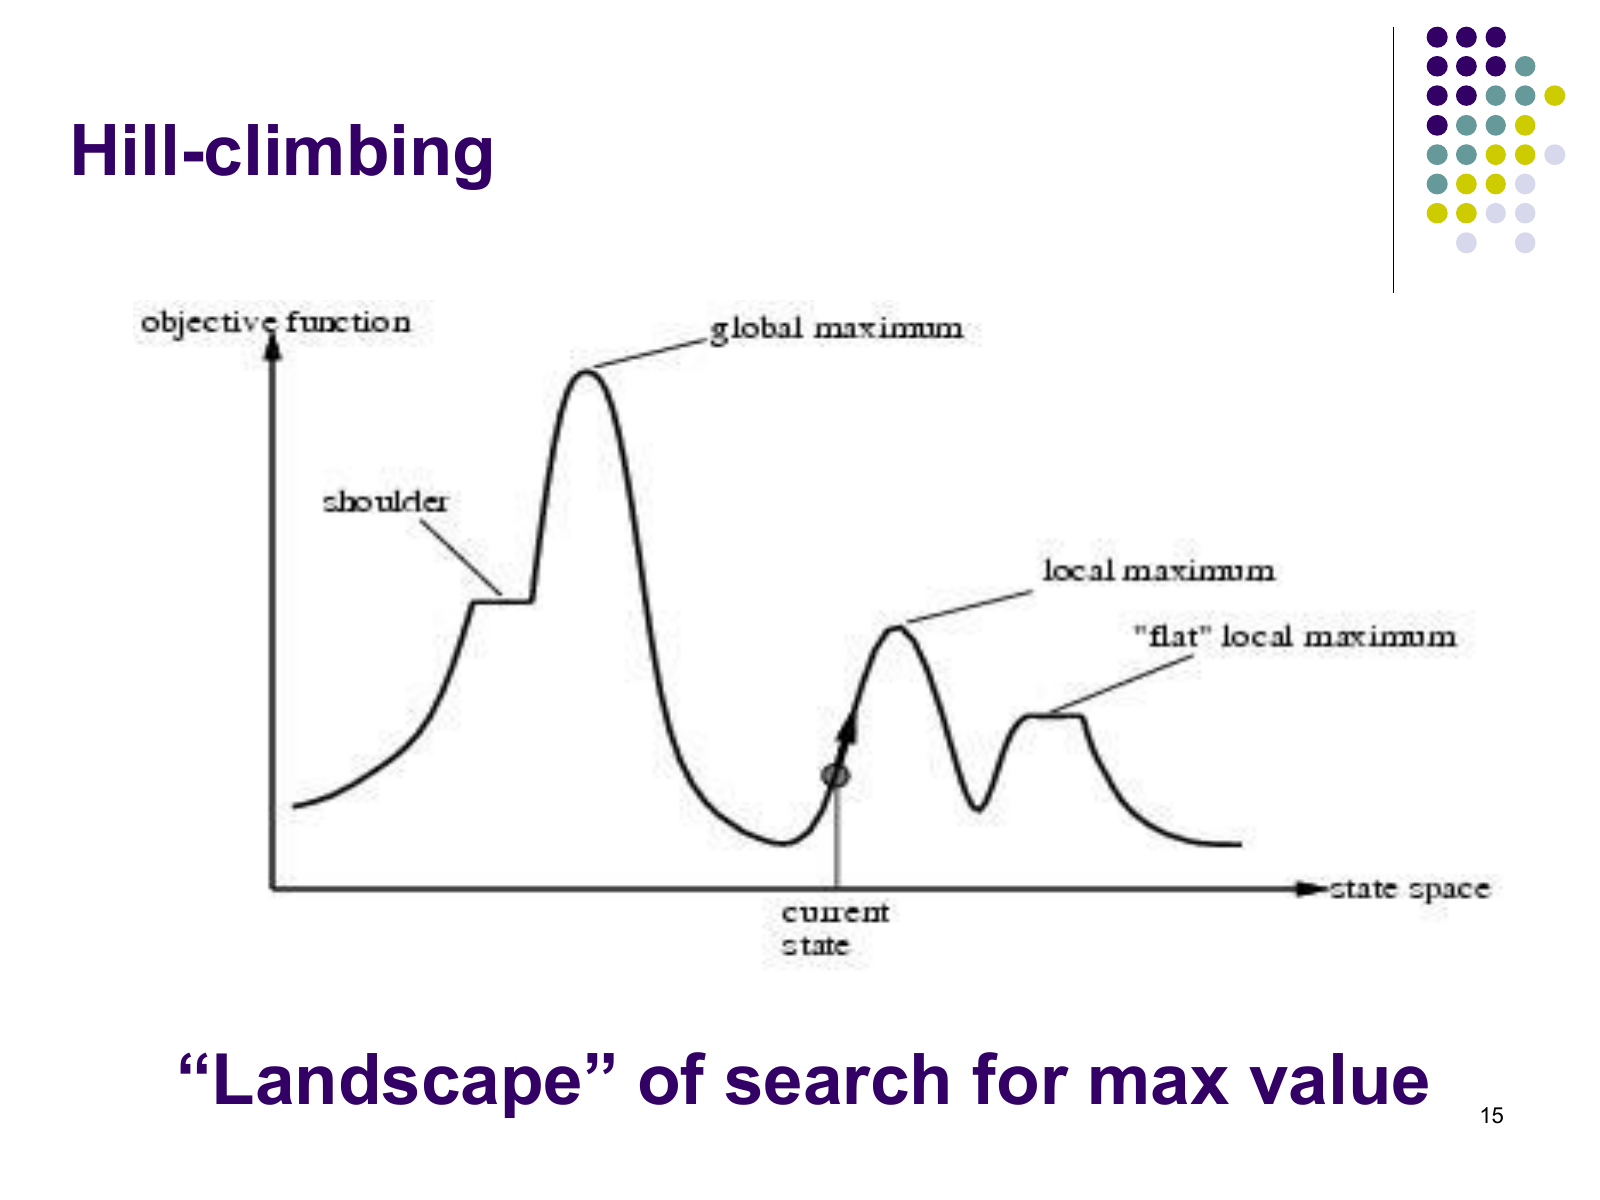 Hill-climbing
objective function
global maximum
shoulder
local maximum
"flat" local maximum
state space
current
state
“Landscape” of search for max value
15